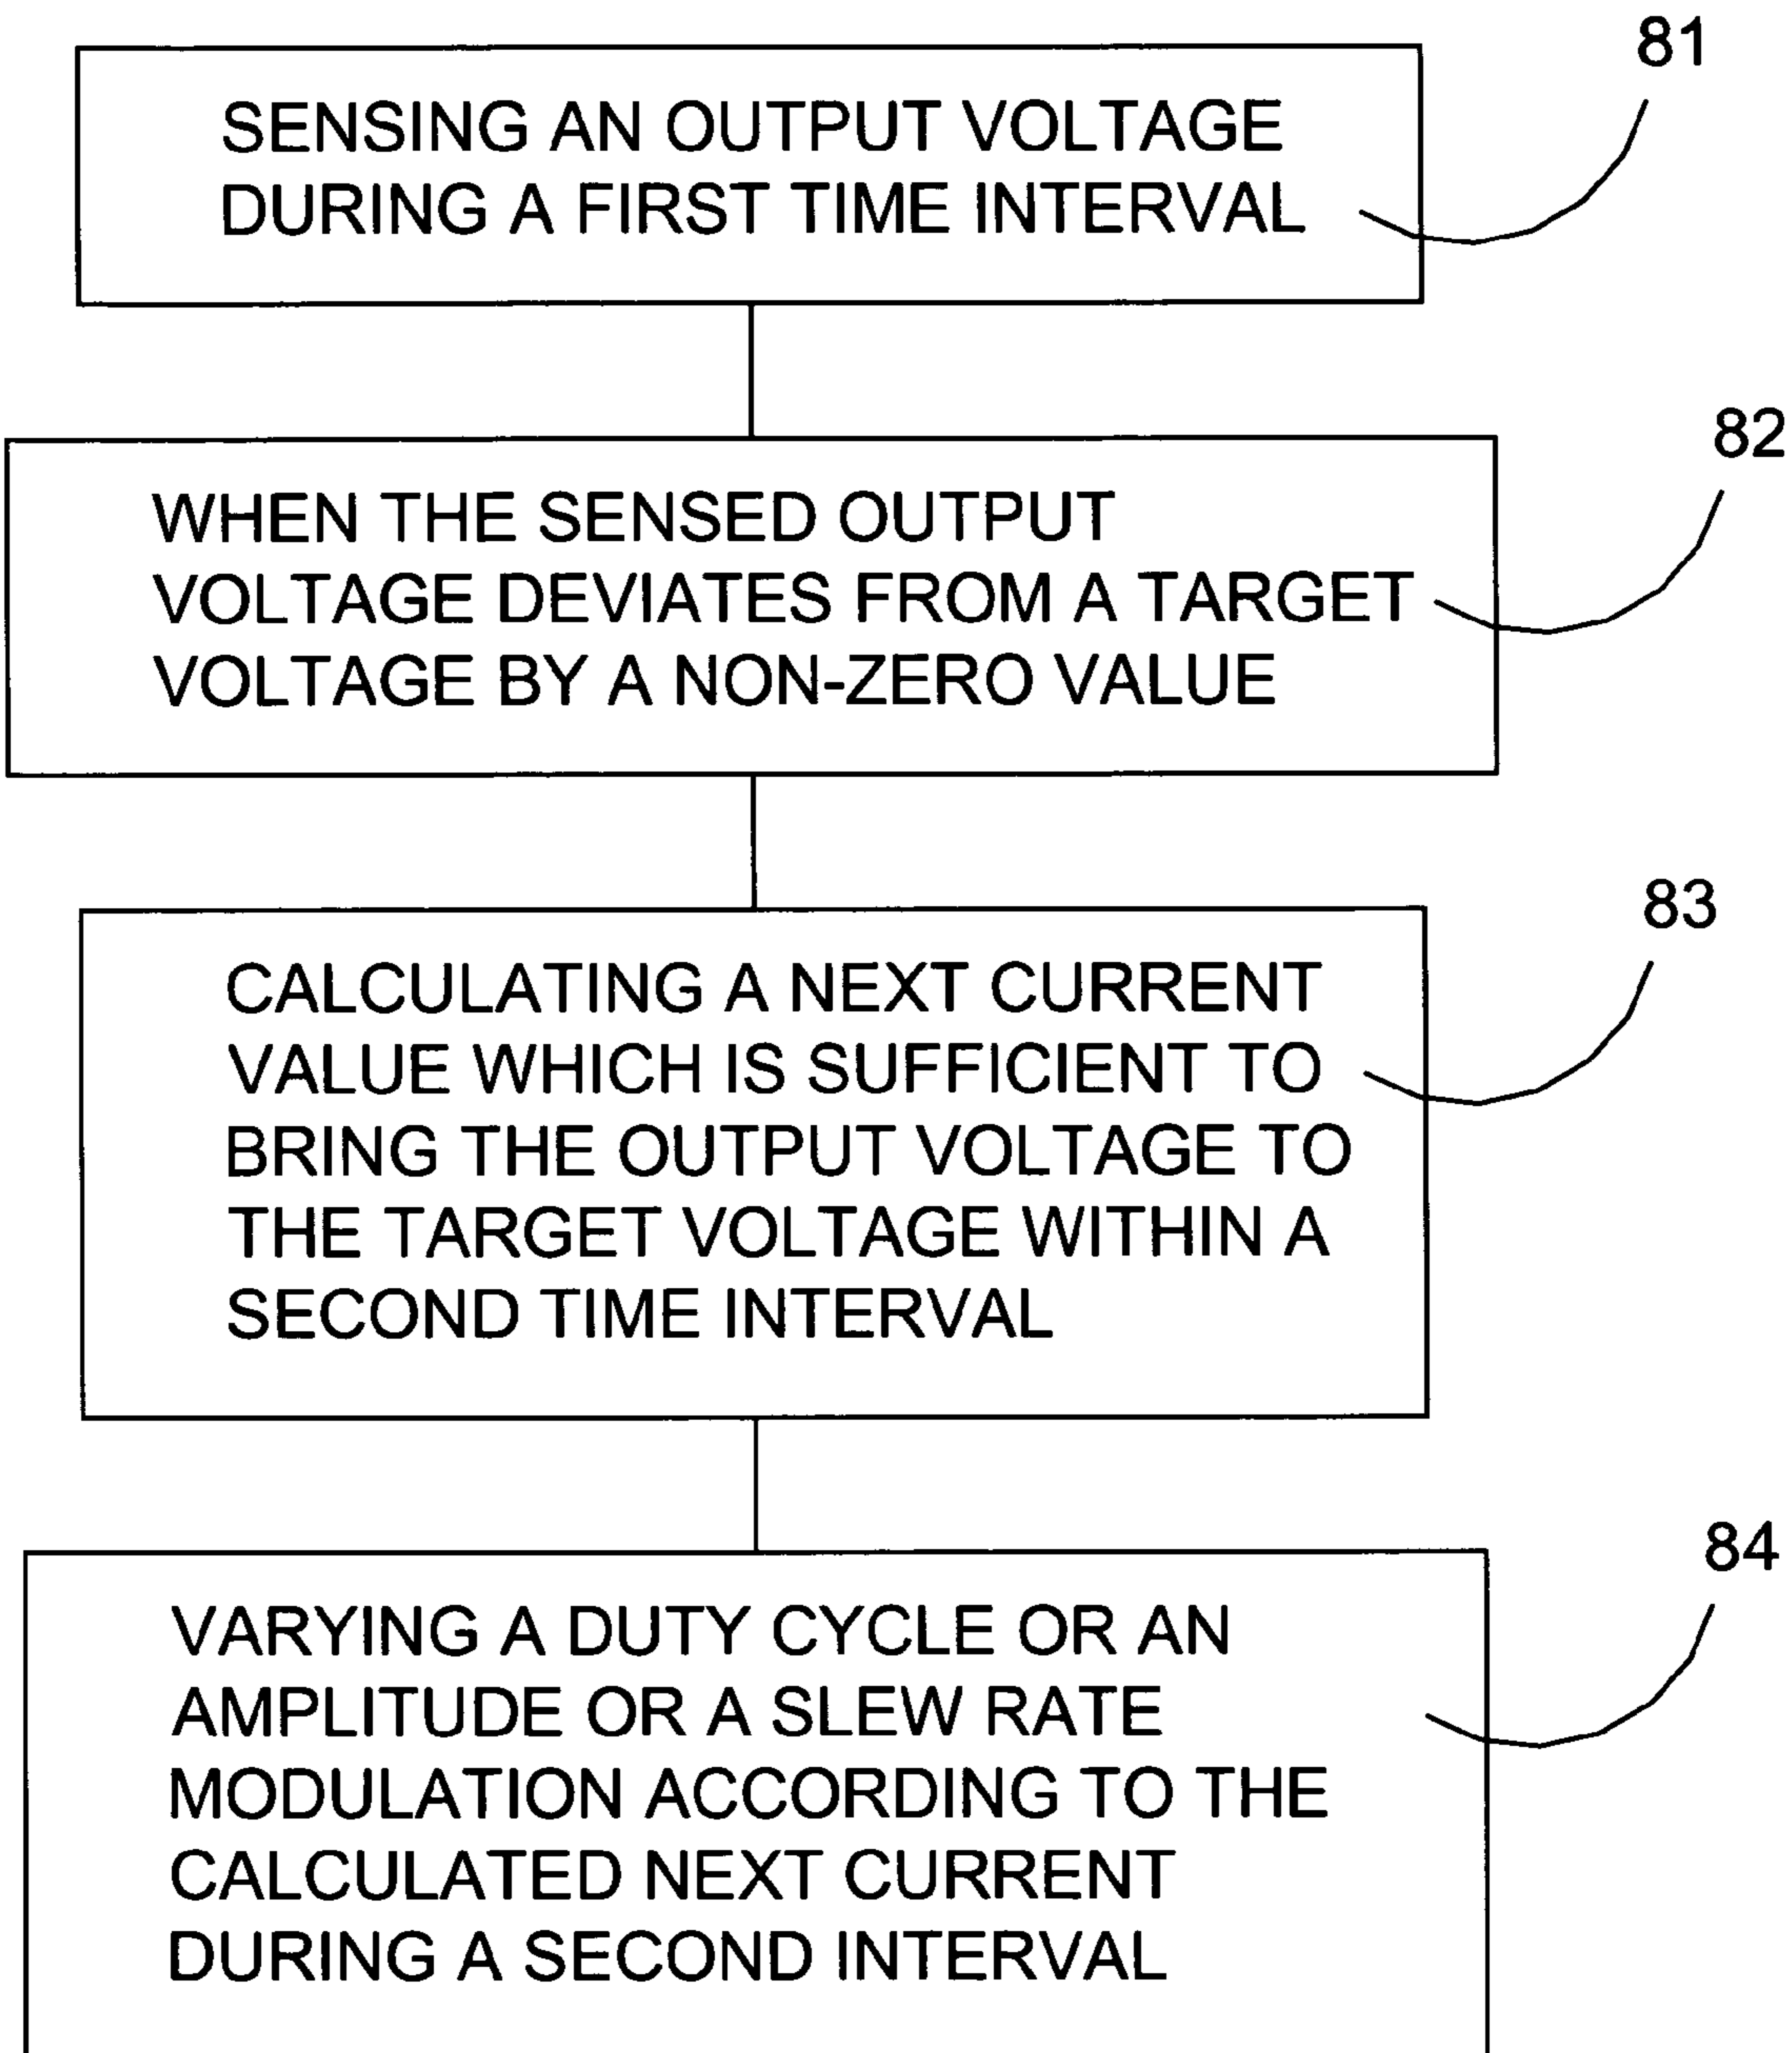 81
SENSING AN OUTPUT VOLTAGE
DURING A FIRST TIME INTERVAL
82
WHEN THE SENSED OUTPUT
VOLTAGE DEVIATES FROM A TARGET
VOLTAGE BY A NON-ZERO VALUE
83
CALCULATING A NEXT CURRENT
VALUE WHICH IS SUFFICIENT TO
BRING THE OUTPUT VOLTAGE TO
THE TARGET VOLTAGE WITHIN A
SECOND TIME INTERVAL
84
VARYING A DUTY CYCLE OR AN
AMPLITUDE OR A SLEW RATE
MODULATION ACCORDING TO THE
CALCULATED NEXT CURRENT
DURING A SECOND INTERVAL